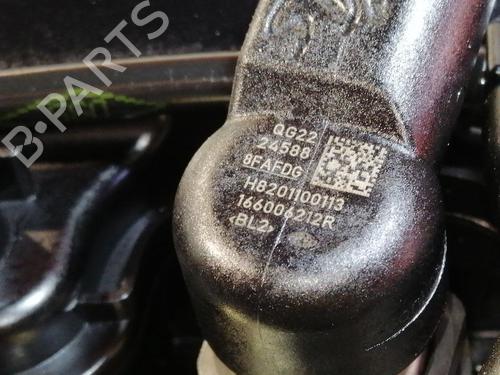 QG22
24588
8FAFDG
H8201100113
166006212R
<BL2>
B-PARTS